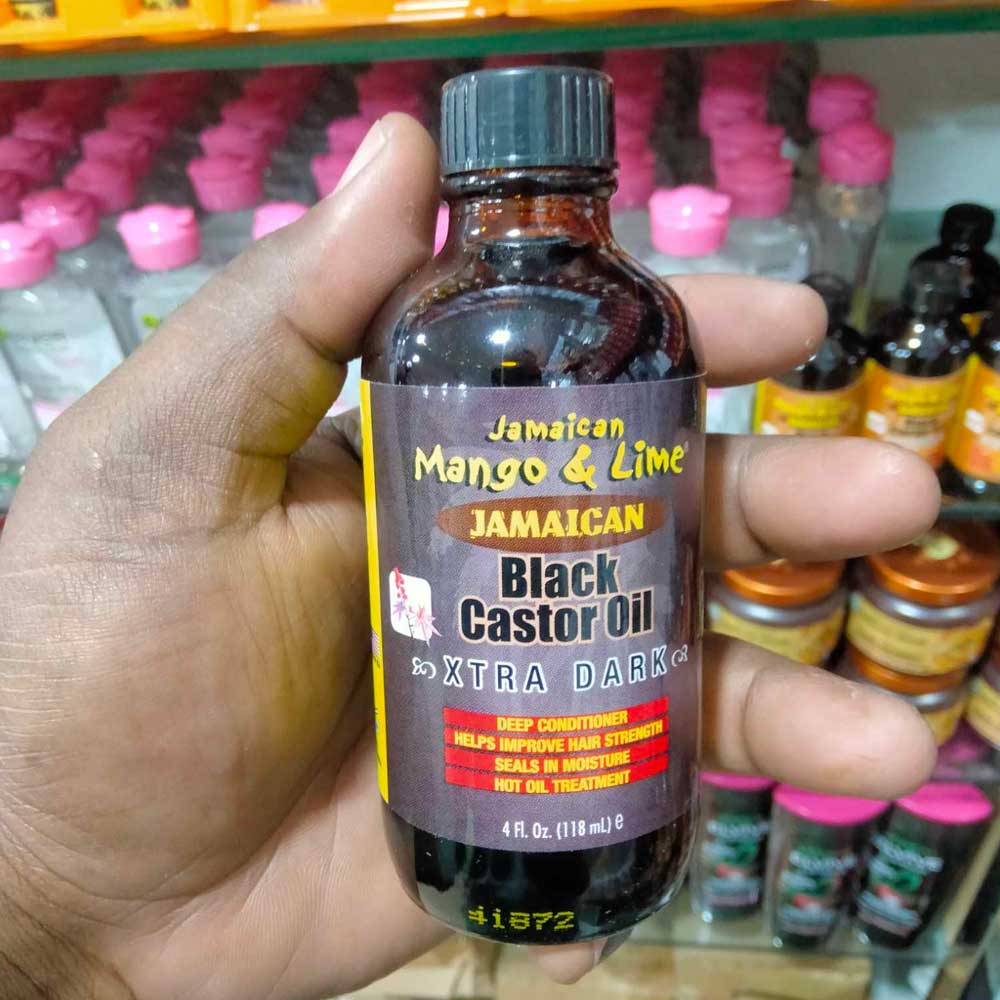 Jamaican
Mango & Lime®
JAMAICAN
Black
Castor Oil
XTRA DARK
DEEP CONDITIONER
HELPS IMPROVE HAIR STRENGTH
SEALS IN MOISTURE
HOT OIL TREATMENT
4 Fl. Oz. (118 mL) ℮
41872